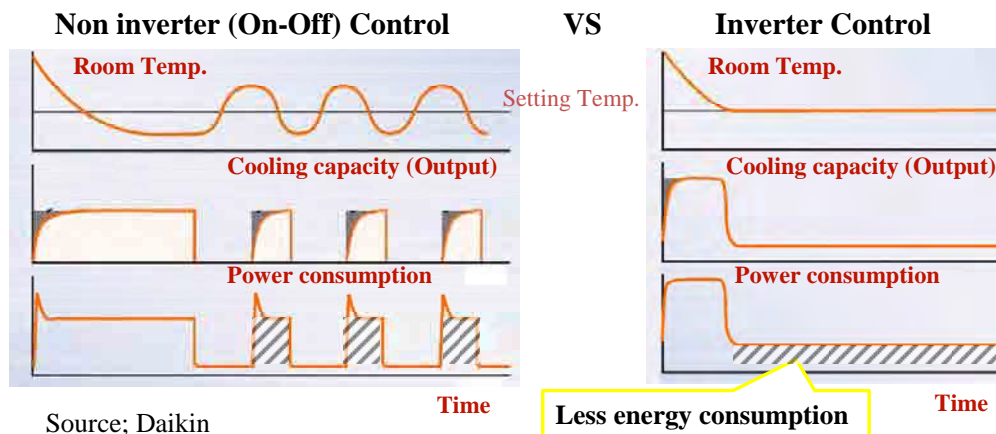 Non inverter (On-Off) Control VS Inverter Control
Room Temp.
Setting Temp.
Room Temp.
Cooling capacity (Output)
Cooling capacity (Output)
Power consumption
Power consumption
Time
Time
Less energy consumption
Source; Daikin